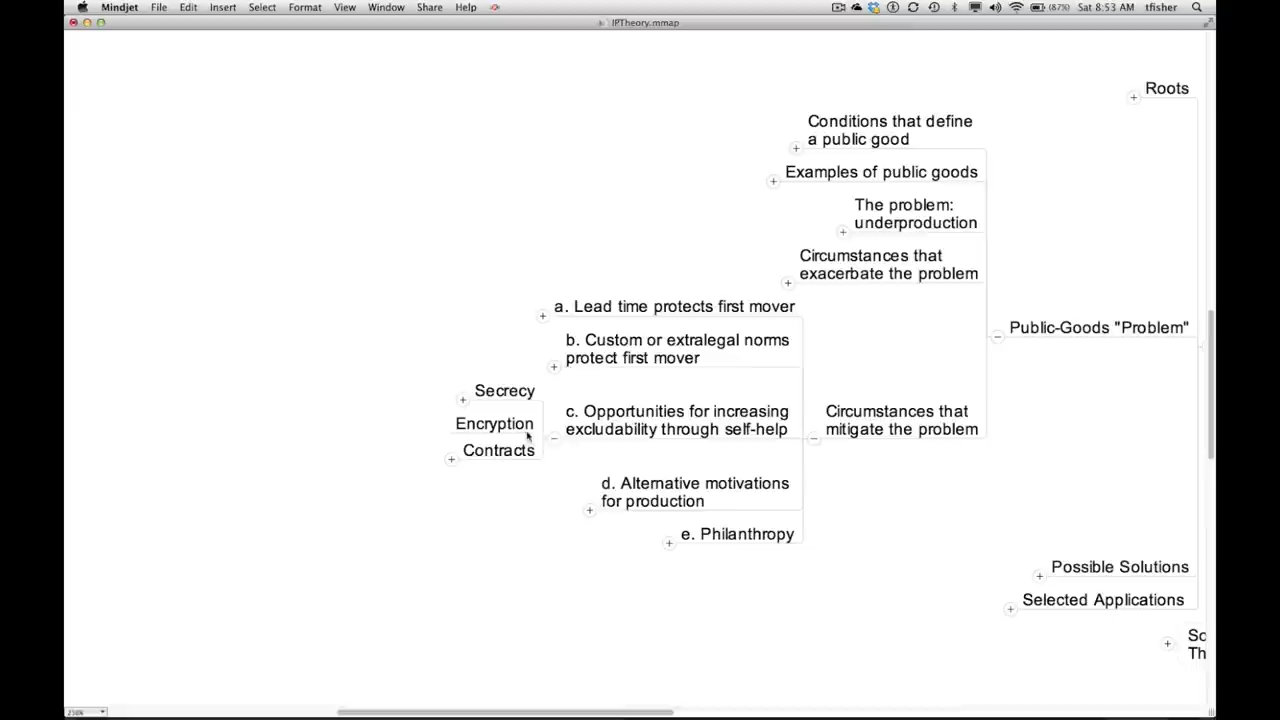 Mindjet File Edit Insert Select Format View Window Share Help (87%) Sat 8:53 AM tfisher
IPTheory.mmap
Roots
Conditions that define
a public good
Examples of public goods
The problem:
underproduction
Circumstances that
exacerbate the problem
a. Lead time protects first mover
Public-Goods "Problem"
b. Custom or extralegal norms
protect first mover
Secrecy
Encryption
Contracts
c. Opportunities for increasing
excludability through self-help
Circumstances that
mitigate the problem
d. Alternative motivations
for production
e. Philanthropy
Possible Solutions
Selected Applications
So
Th